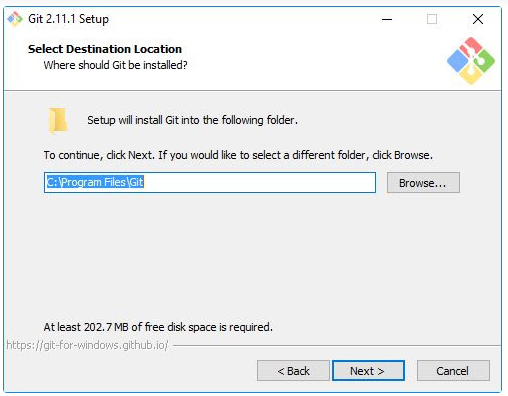 Git 2.11.1 Setup
Select Destination Location
Where should Git be installed?
Setup will install Git into the following folder.
To continue, click Next. If you would like to select a different folder, click Browse.
C:\Program Files\Git
Browse...
At least 202.7 MB of free disk space is required.
https://git-for-windows.github.io/
< Back
Next >
Cancel